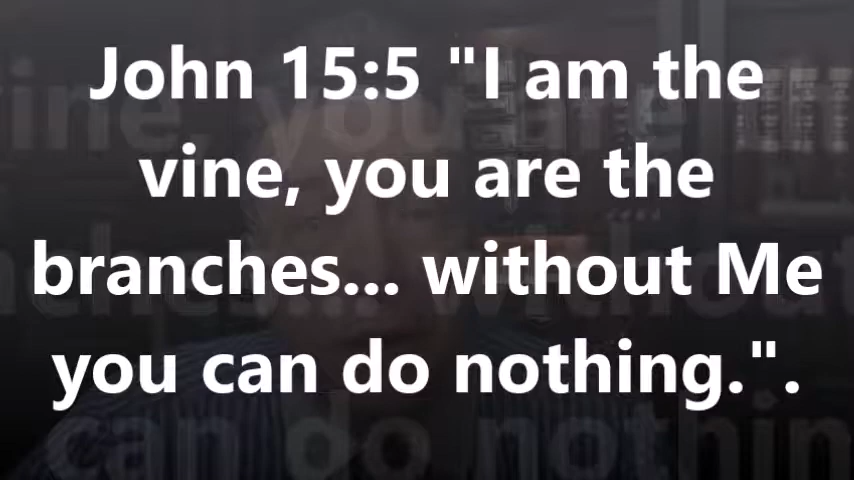 John 15:5 "I am the
vine, you are the
branches... without Me
you can do nothing.".